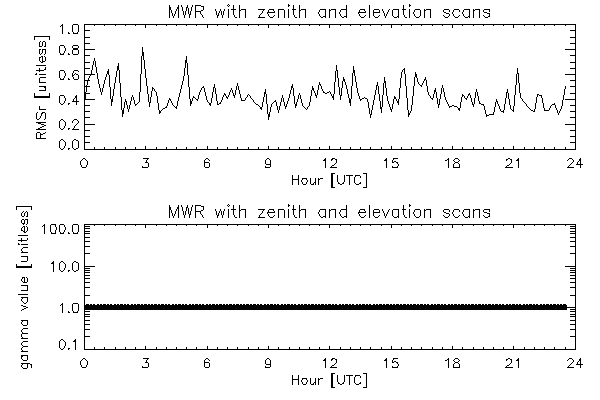 MWR with zenith and elevation scans
RMSr [unitless]
1.0
0.8
0.6
0.4
0.2
0.0
0 3 6 9 12 15 18 21 24
Hour [UTC]
MWR with zenith and elevation scans
gamma value [unitless]
100.0
10.0
1.0
0.1
0 3 6 9 12 15 18 21 24
Hour [UTC]